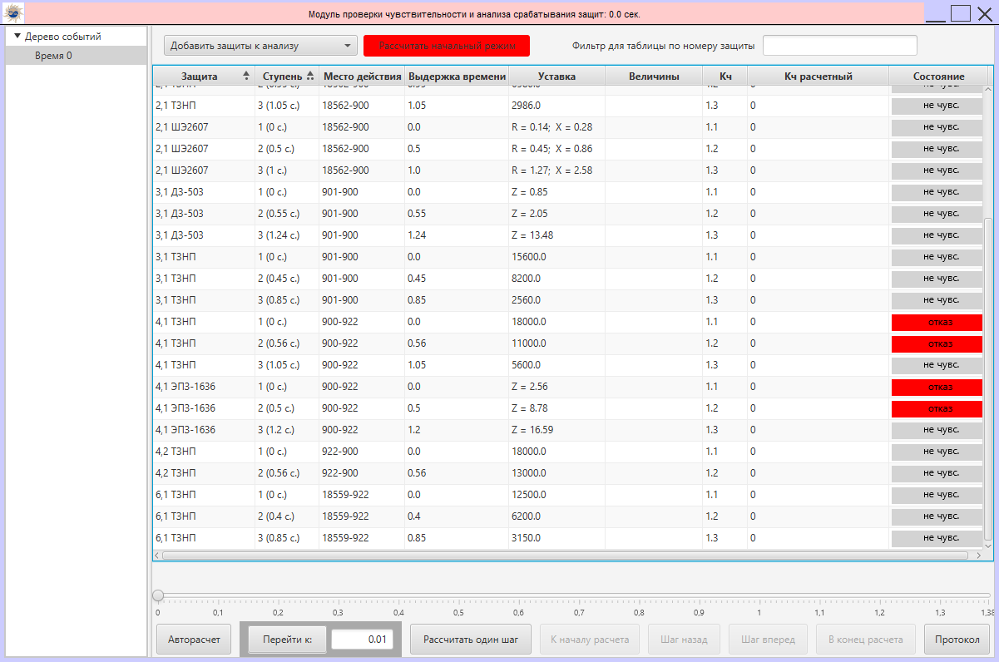 Модуль проверки чувствительности и анализа срабатывания защит: 0.0 сек.
Дерево событий
Время 0
Добавить защиты к анализу
Рассчитать начальный режим
Фильтр для таблицы по номеру защиты
Защита Ступень Место действия Выдержка времени Уставка Величины Кч Кч расчетный Состояние
2,1 ТЗНП 3 (1.05 с.) 18562-900 1.05 2986.0 1.3 0 не чувс.
2,1 ШЭ2607 1 (0 с.) 18562-900 0.0 R = 0.14; X = 0.28 1.1 0 не чувс.
2,1 ШЭ2607 2 (0.5 с.) 18562-900 0.5 R = 0.45; X = 0.86 1.2 0 не чувс.
2,1 ШЭ2607 3 (1 с.) 18562-900 1.0 R = 1.27; X = 2.58 1.3 0 не чувс.
3,1 ДЗ-503 1 (0 с.) 901-900 0.0 Z = 0.85 1.1 0 не чувс.
3,1 ДЗ-503 2 (0.55 с.) 901-900 0.55 Z = 2.05 1.2 0 не чувс.
3,1 ДЗ-503 3 (1.24 с.) 901-900 1.24 Z = 13.48 1.3 0 не чувс.
3,1 ТЗНП 1 (0 с.) 901-900 0.0 15600.0 1.1 0 не чувс.
3,1 ТЗНП 2 (0.45 с.) 901-900 0.45 8200.0 1.2 0 не чувс.
3,1 ТЗНП 3 (0.85 с.) 901-900 0.85 2560.0 1.3 0 не чувс.
4,1 ТЗНП 1 (0 с.) 900-922 0.0 18000.0 1.1 0 отказ
4,1 ТЗНП 2 (0.56 с.) 900-922 0.56 11000.0 1.2 0 отказ
4,1 ТЗНП 3 (1.05 с.) 900-922 1.05 5600.0 1.3 0 не чувс.
4,1 ЭПЗ-1636 1 (0 с.) 900-922 0.0 Z = 2.56 1.1 0 отказ
4,1 ЭПЗ-1636 2 (0.5 с.) 900-922 0.5 Z = 8.78 1.2 0 отказ
4,1 ЭПЗ-1636 3 (1.2 с.) 900-922 1.2 Z = 16.59 1.3 0 не чувс.
4,2 ТЗНП 1 (0 с.) 922-900 0.0 18000.0 1.1 0 не чувс.
4,2 ТЗНП 2 (0.56 с.) 922-900 0.56 13000.0 1.2 0 не чувс.
6,1 ТЗНП 1 (0 с.) 18559-922 0.0 12500.0 1.1 0 не чувс.
6,1 ТЗНП 2 (0.4 с.) 18559-922 0.4 6200.0 1.2 0 не чувс.
6,1 ТЗНП 3 (0.85 с.) 18559-922 0.85 3150.0 1.3 0 не чувс.
0 0,1 0,2 0,3 0,4 0,5 0,6 0,7 0,8 0,9 1 1,1 1,2 1,3 1,38
Авторасчет Перейти к: 0.01 Рассчитать один шаг К началу расчета Шаг назад Шаг вперед В конец расчета Протокол